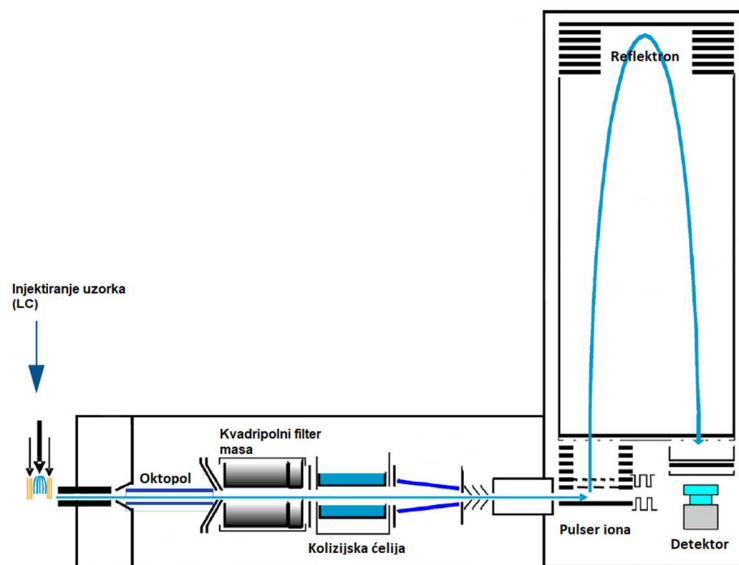 Reflektron
Injektiranje uzorka
(LC)
Kvadripolni filter
masa
Oktopol
Kolizijska ćelija
Pulser iona
Detektor